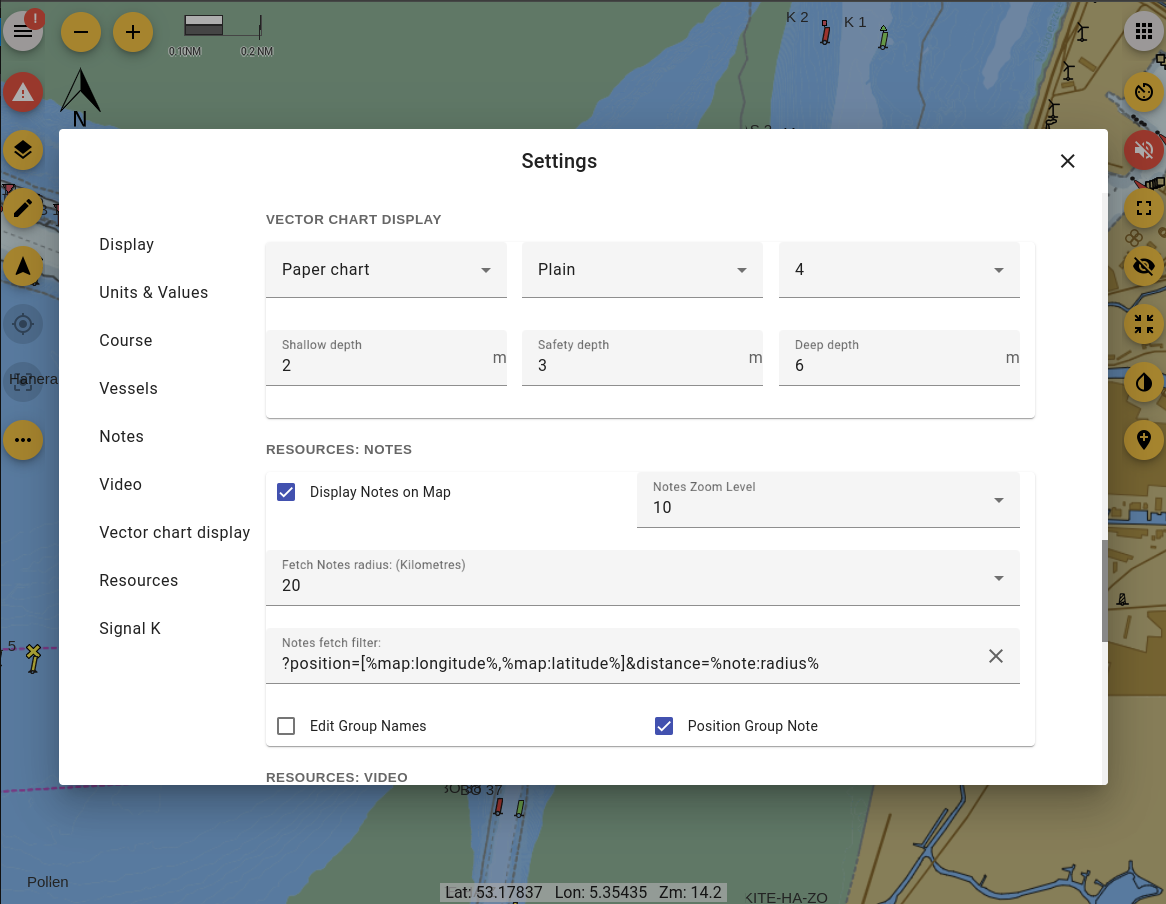 !
K 2
K 1
0.1NM
0.2 NM
N
Settings
Display
Units & Values
Course
Vessels
Notes
Video
Vector chart display
Resources
Signal K
VECTOR CHART DISPLAY
Paper chart
Plain
4
Shallow depth
2
m
Safety depth
3
m
Deep depth
6
m
RESOURCES: NOTES
Display Notes on Map
Notes Zoom Level
10
Fetch Notes radius: (Kilometres)
20
Notes fetch filter:
?position=[%map:longitude%,%map:latitude%]&distance=%note:radius%
Edit Group Names
Position Group Note
RESOURCES: VIDEO
5
BO 37
Pollen
Lat: 53.17837 Lon: 5.35435 Zm: 14.2
KITE-HA-ZO